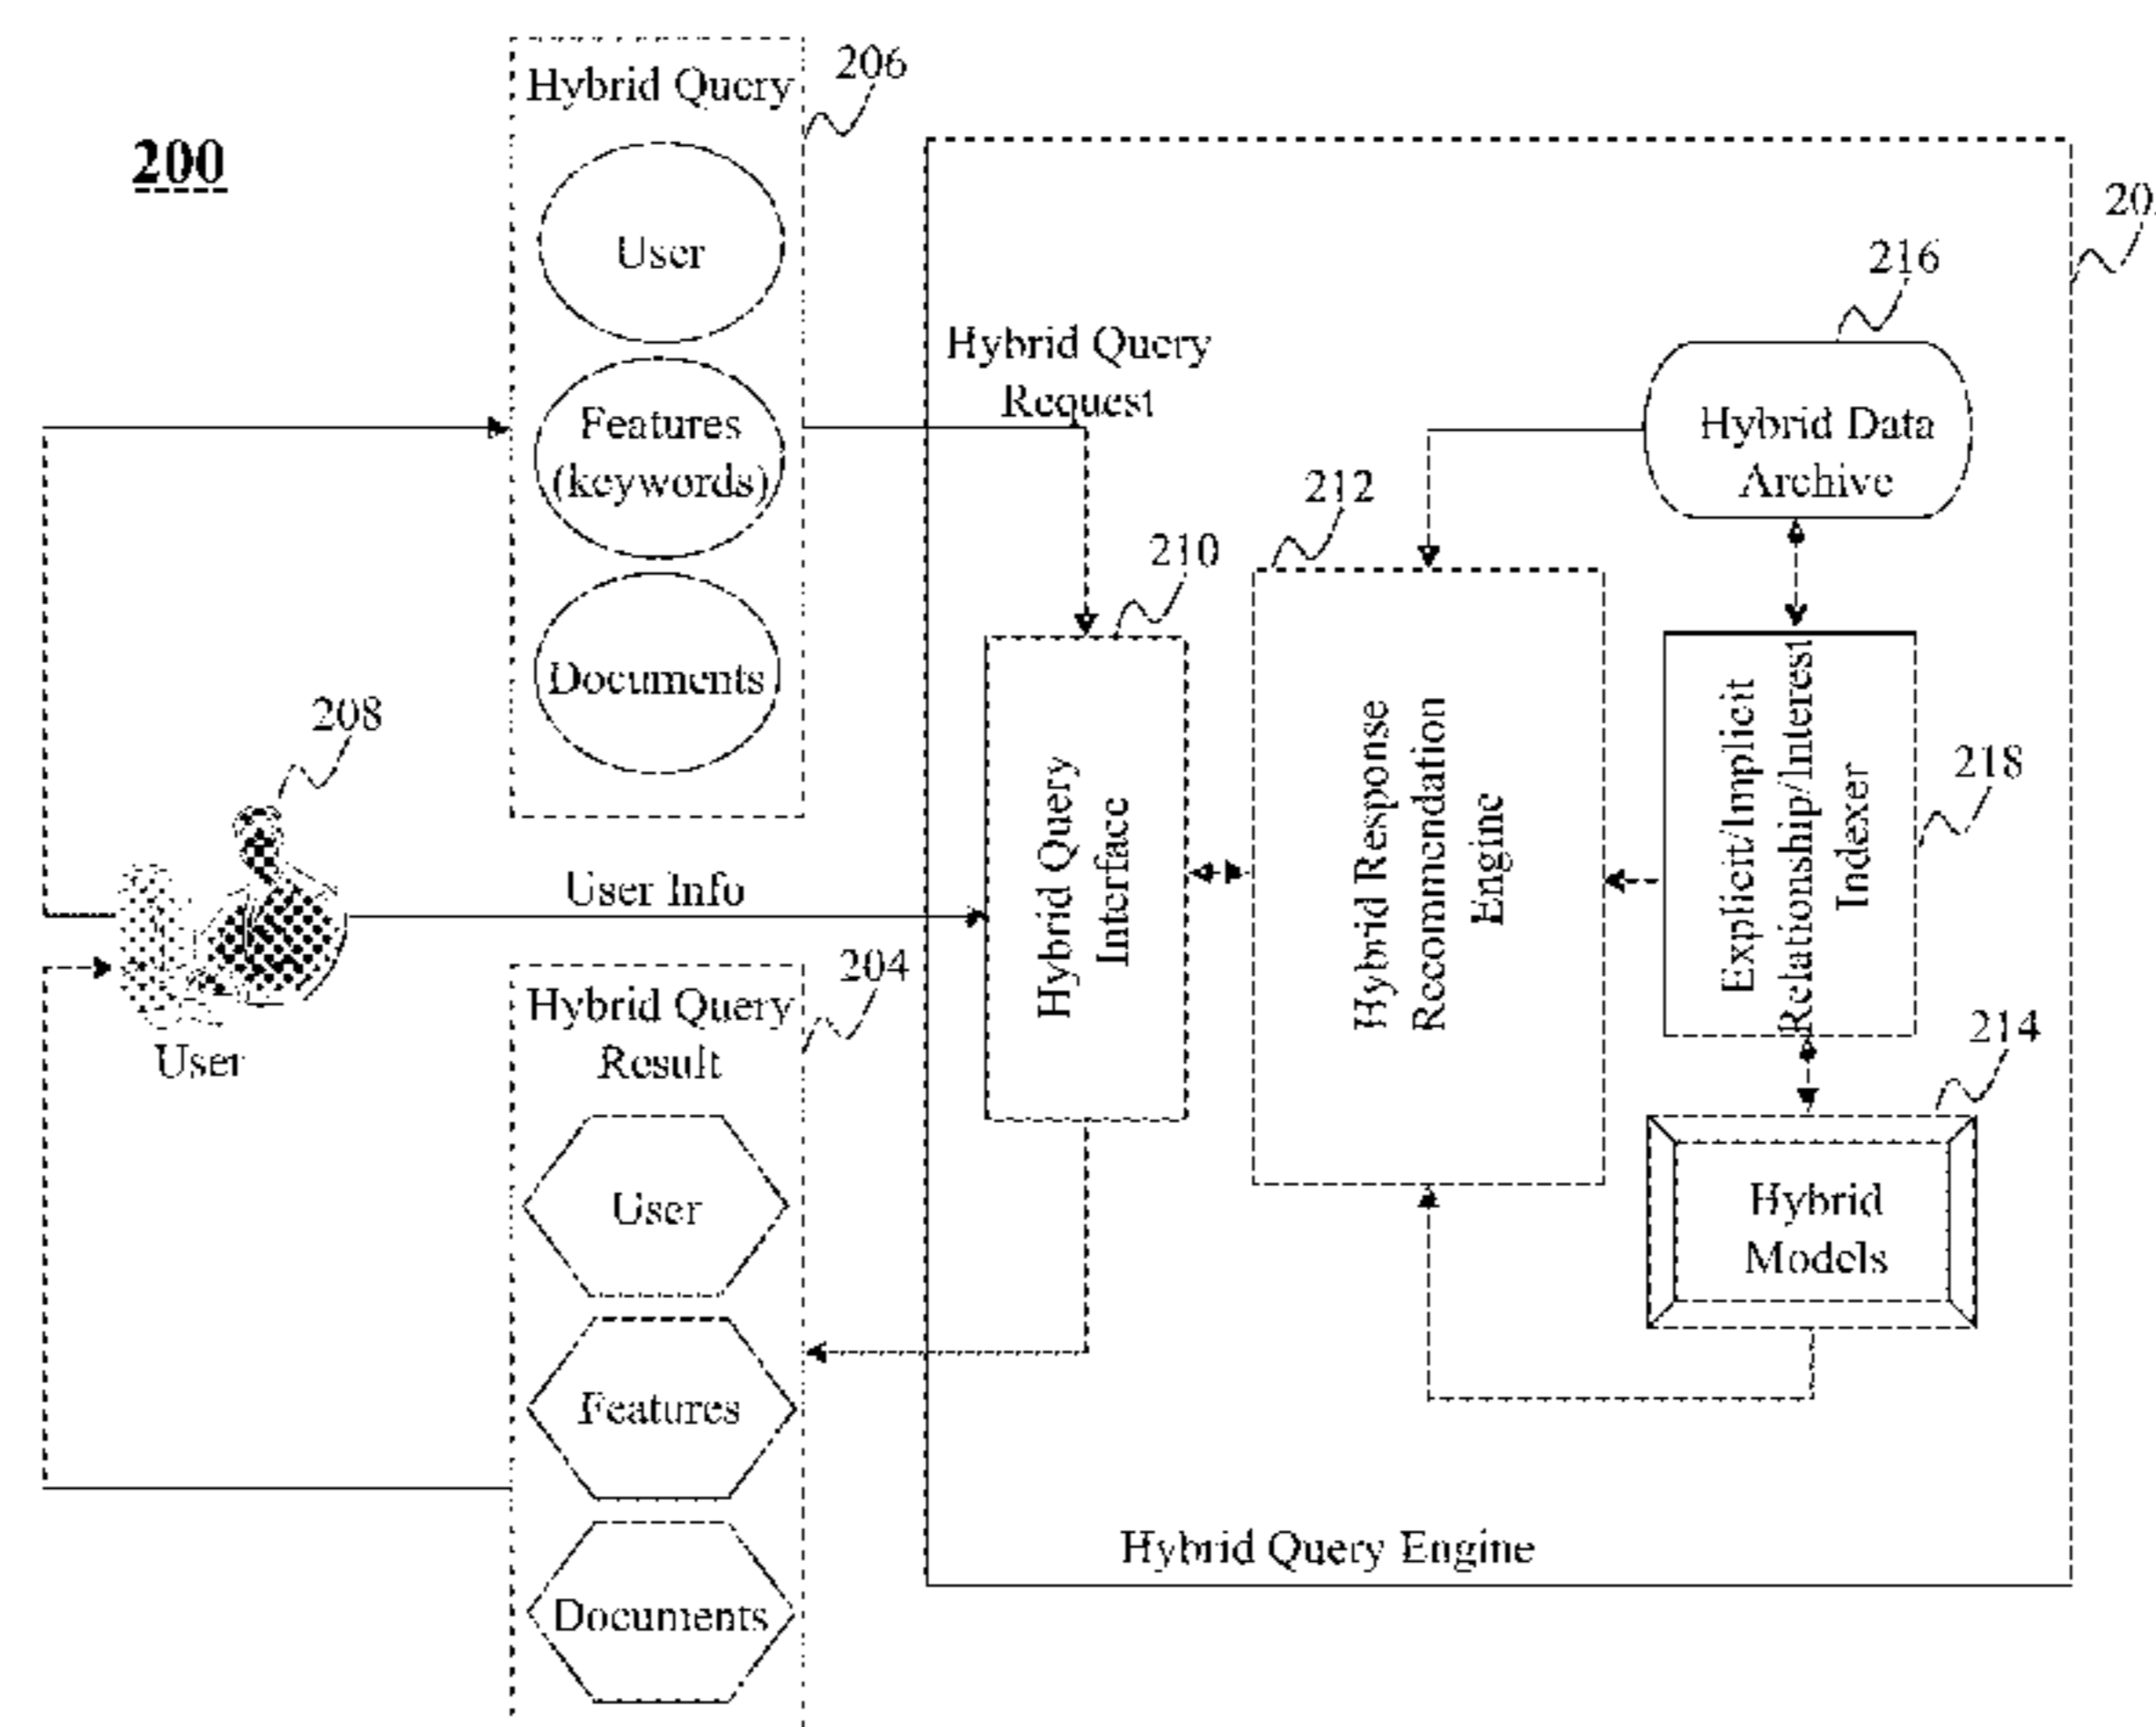 200
Hybrid Query
206
User
Features
(keywords)
Documents
Hybrid Query
Request
216
Hybrid Data
Archive
212
210
Hybrid Query
Interface
Hybrid Response
Recommendation
Engine
Explicit/Implicit
Relationship/Interest
Indexer
218
214
Hybrid
Models
208
User
User Info
204
Hybrid Query
Result
User
Features
Documents
Hybrid Query Engine